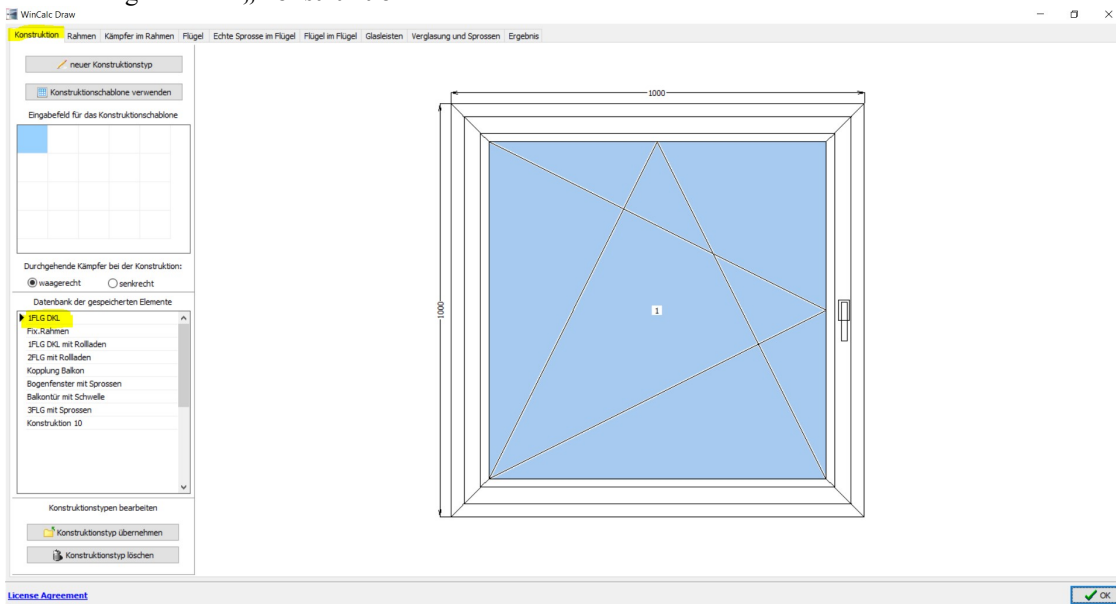 WinCalc Draw
Konstruktion Rahmen Kämpfer im Rahmen Flügel Echte Sprosse im Flügel Flügel im Flügel Glasleisten Verglasung und Sprossen Ergebnis
neuer Konstruktionstyp
Konstruktionschablone verwenden
Eingabefeld für das Konstruktionschablone
Durchgehende Kämpfer bei der Konstruktion:
waagerecht senkrecht
Datenbank der gespeicherten Elemente
1FLG DKL
Fix.Rahmen
1FLG DKL mit Rollladen
2FLG mit Rollladen
Kopplung Balkon
Bogenfenster mit Sprossen
Balkontür mit Schwelle
3FLG mit Sprossen
Konstruktion 10
Konstruktionstypen bearbeiten
Konstruktionstyp übernehmen
Konstruktionstyp löschen
1000
1000
1
License Agreement
OK